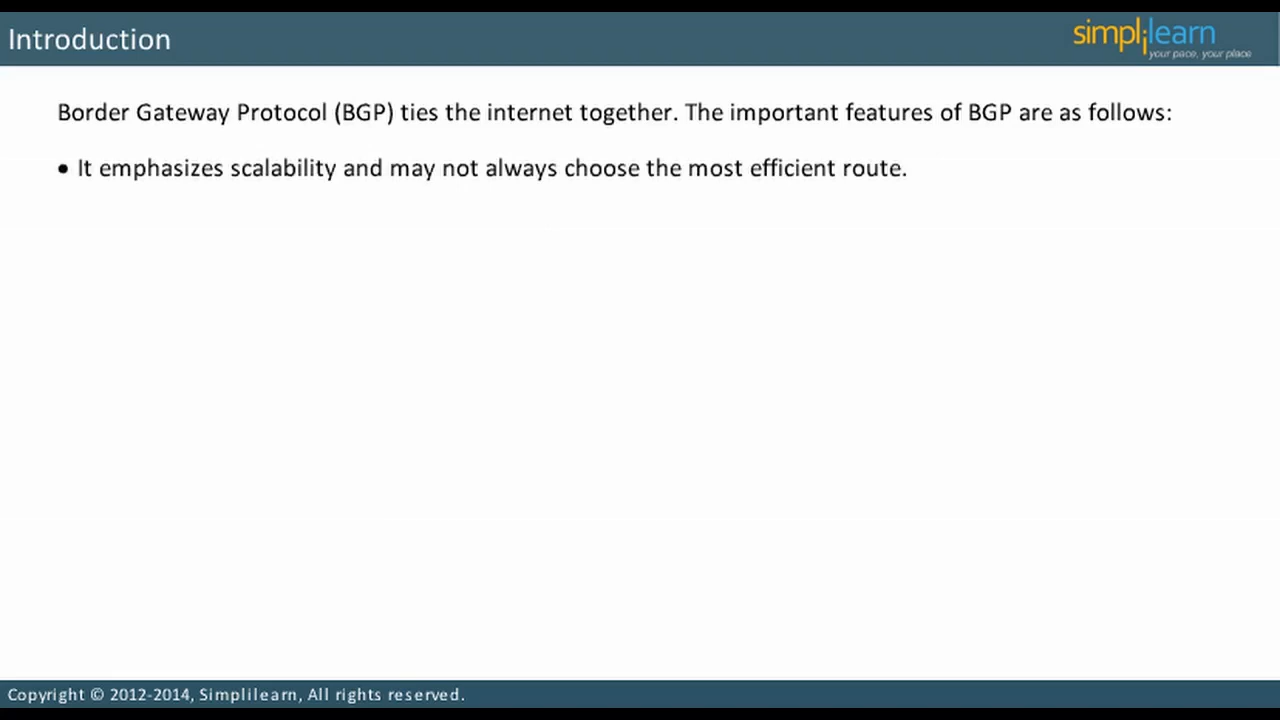 Introduction
simplilearn
your pace, your place
Border Gateway Protocol (BGP) ties the internet together. The important features of BGP are as follows:
• It emphasizes scalability and may not always choose the most efficient route.
Copyright © 2012-2014, Simplilearn, All rights reserved.